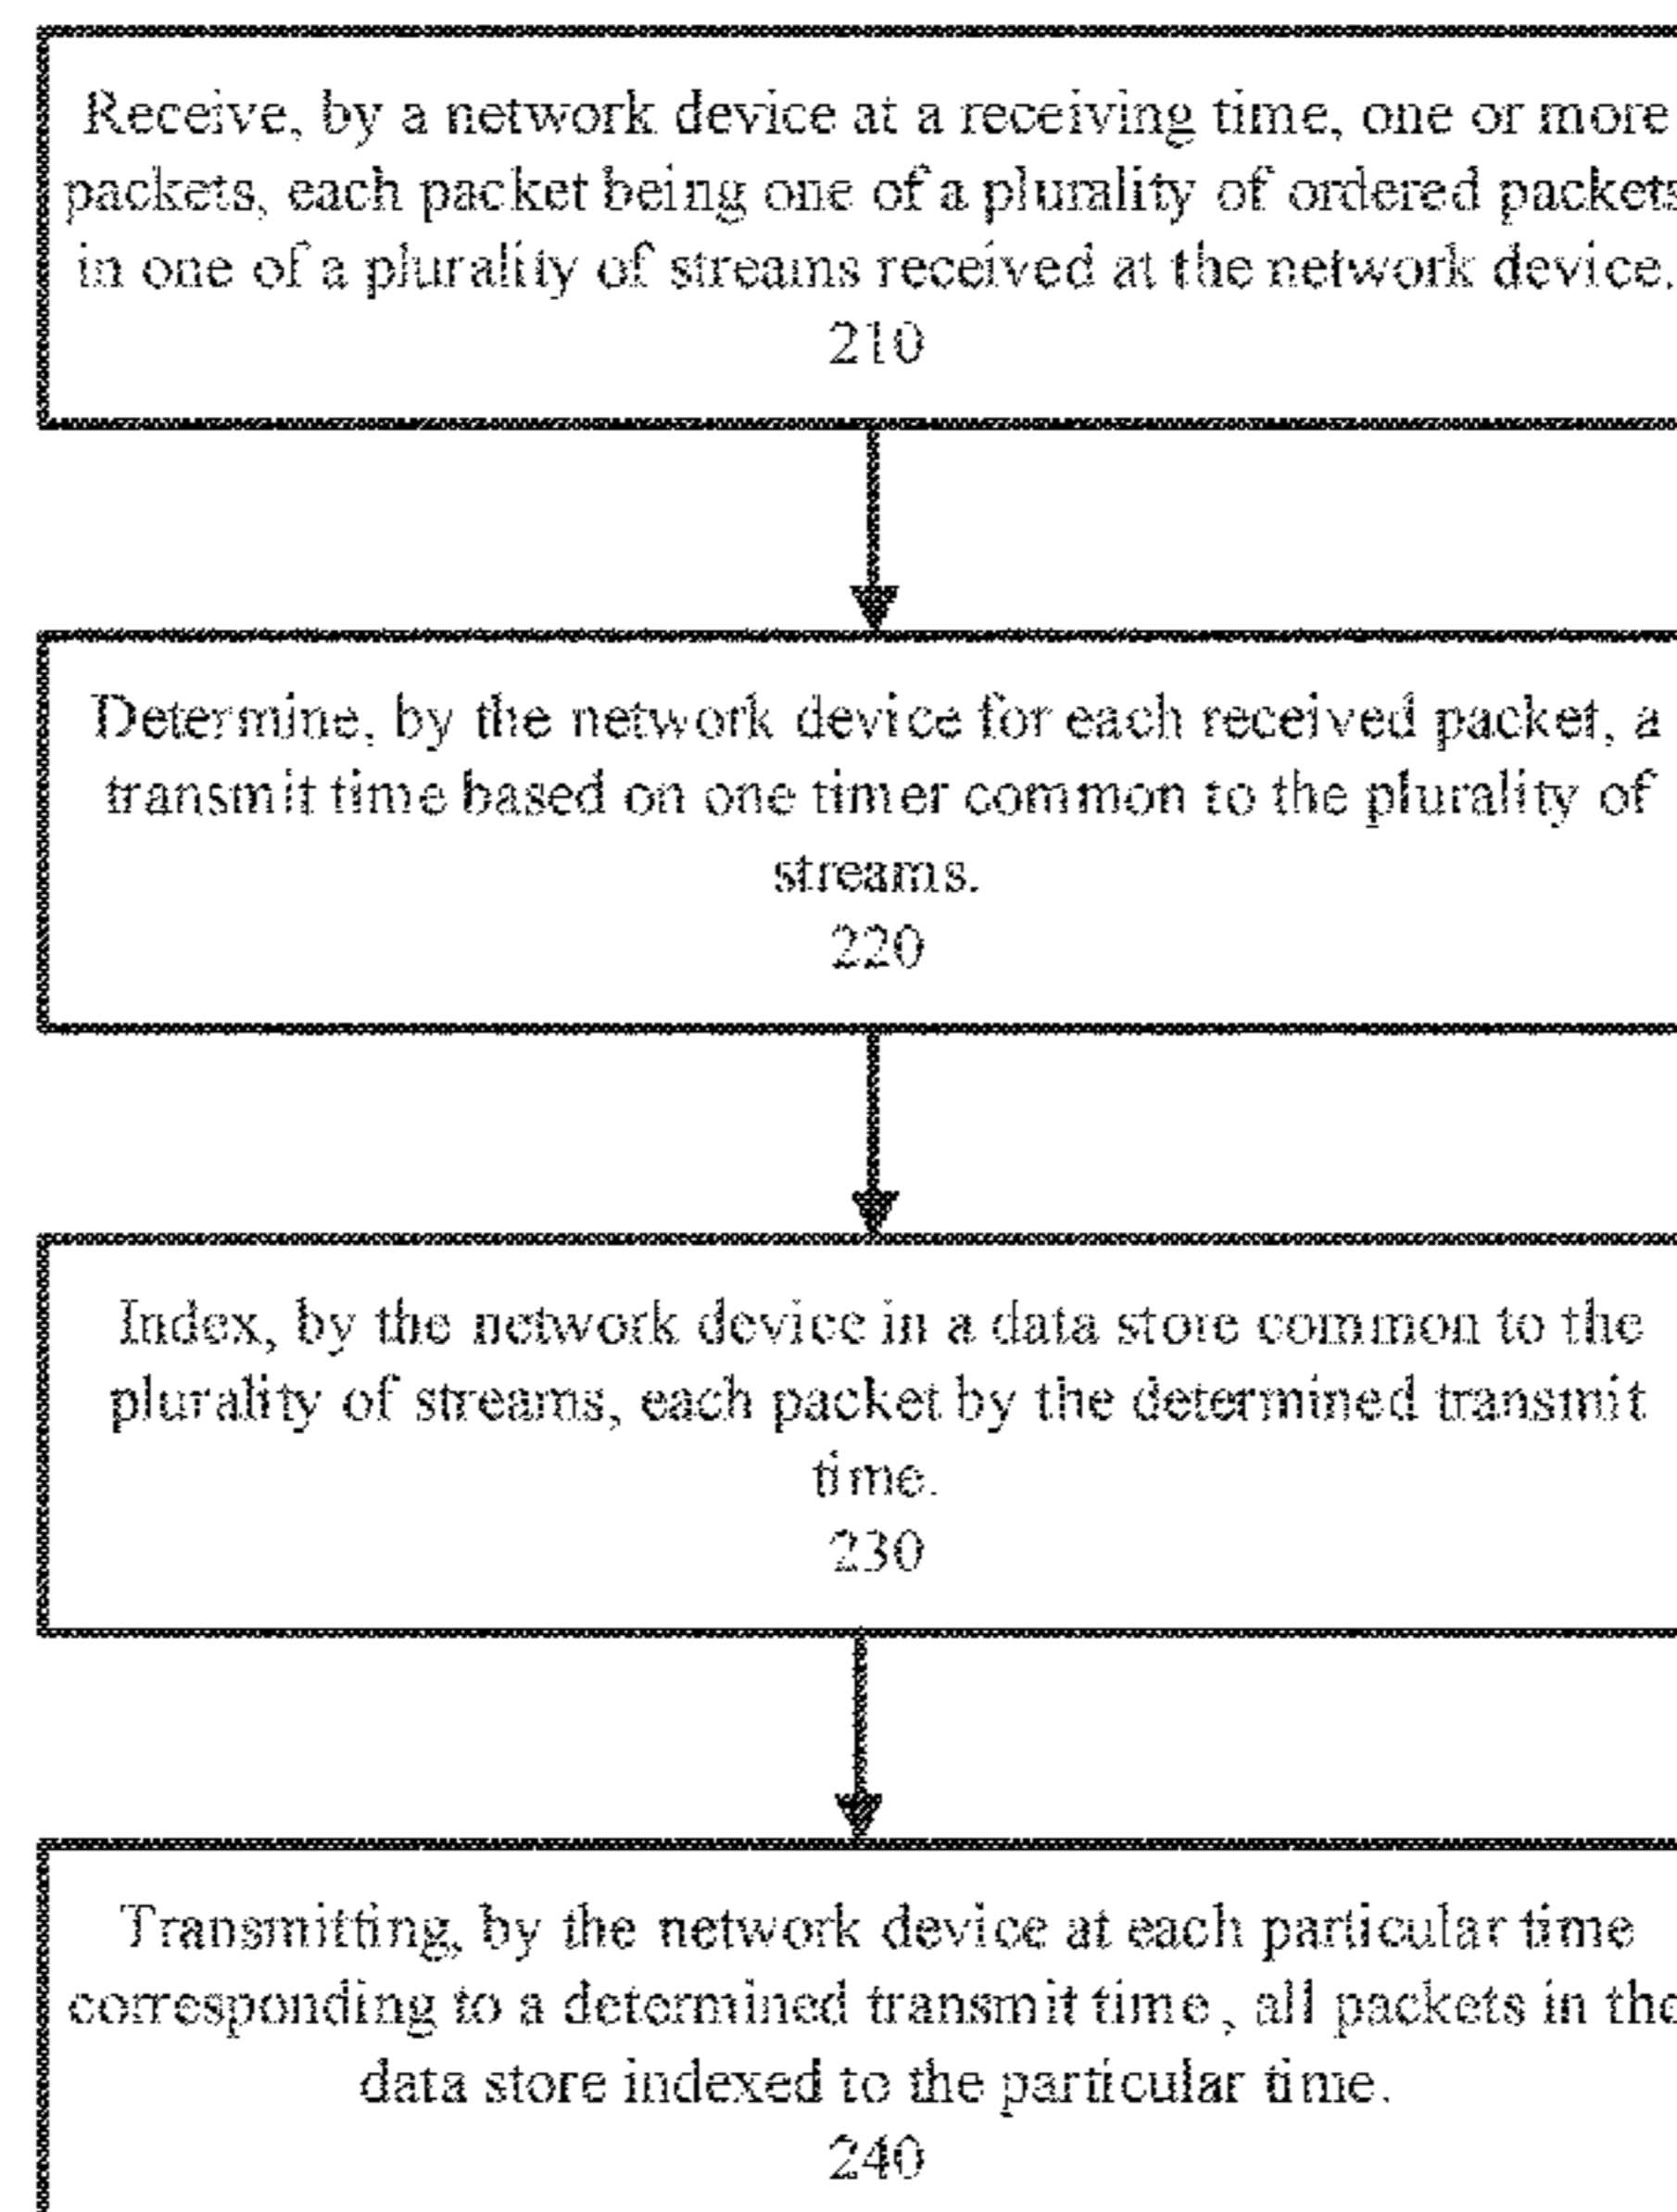 Receive, by a network device at a receiving time, one or more
packets, each packet being one of a plurality of ordered packets
in one of a plurality of streams received at the network device.
210
Determine, by the network device for each received packet, a
transmit time based on one timer common to the plurality of
streams.
220
Index, by the network device in a data store common to the
plurality of streams, each packet by the determined transmit
time.
230
Transmitting, by the network device at each particular time
corresponding to a determined transmit time, all packets in the
data store indexed to the particular time.
240